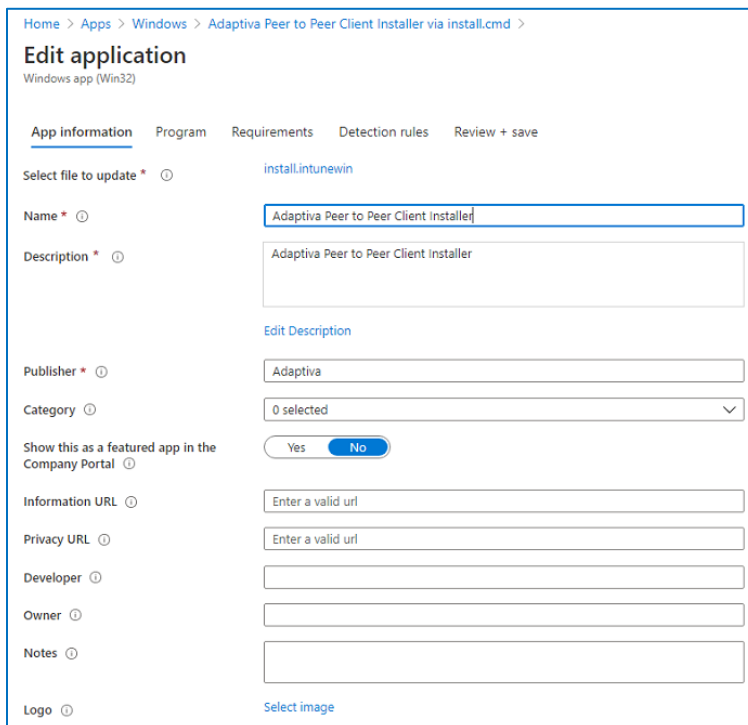 Home > Apps > Windows > Adaptiva Peer to Peer Client Installer via install.cmd >
Edit application
Windows app (Win32)
App information Program Requirements Detection rules Review + save
Select file to update * install.intunewin
Name * Adaptiva Peer to Peer Client Installer
Description * Adaptiva Peer to Peer Client Installer
Edit Description
Publisher * Adaptiva
Category 0 selected
Show this as a featured app in the
Company Portal
Yes No
Information URL Enter a valid url
Privacy URL Enter a valid url
Developer
Owner
Notes
Logo Select image